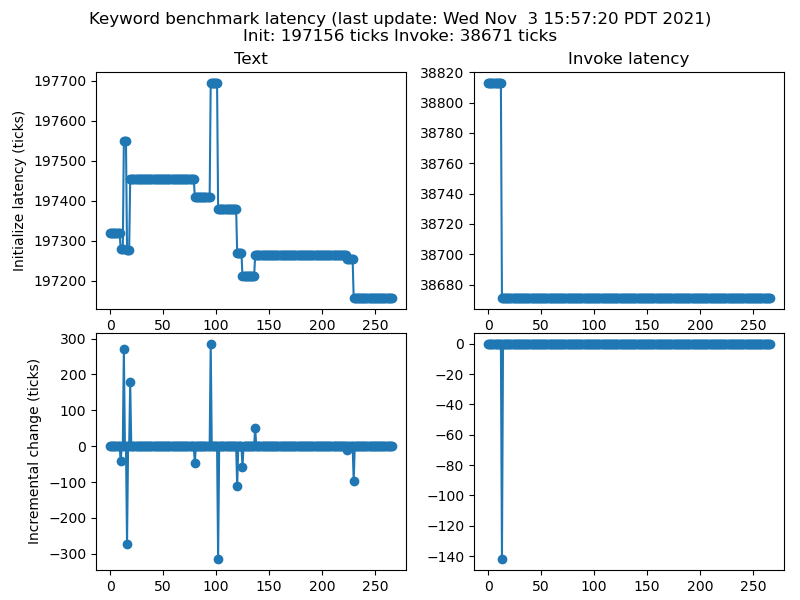 Keyword benchmark latency (last update: Wed Nov  3 15:57:20 PDT 2021)
Init: 197156 ticks Invoke: 38671 ticks
Text
Invoke latency
Initialize latency (ticks)
197700
197600
197500
197400
197300
197200
0 50 100 150 200 250
38820
38800
38780
38760
38740
38720
38700
38680
0 50 100 150 200 250
Incremental change (ticks)
300
200
100
0
−100
−200
−300
0 50 100 150 200 250
0
−20
−40
−60
−80
−100
−120
−140
0 50 100 150 200 250